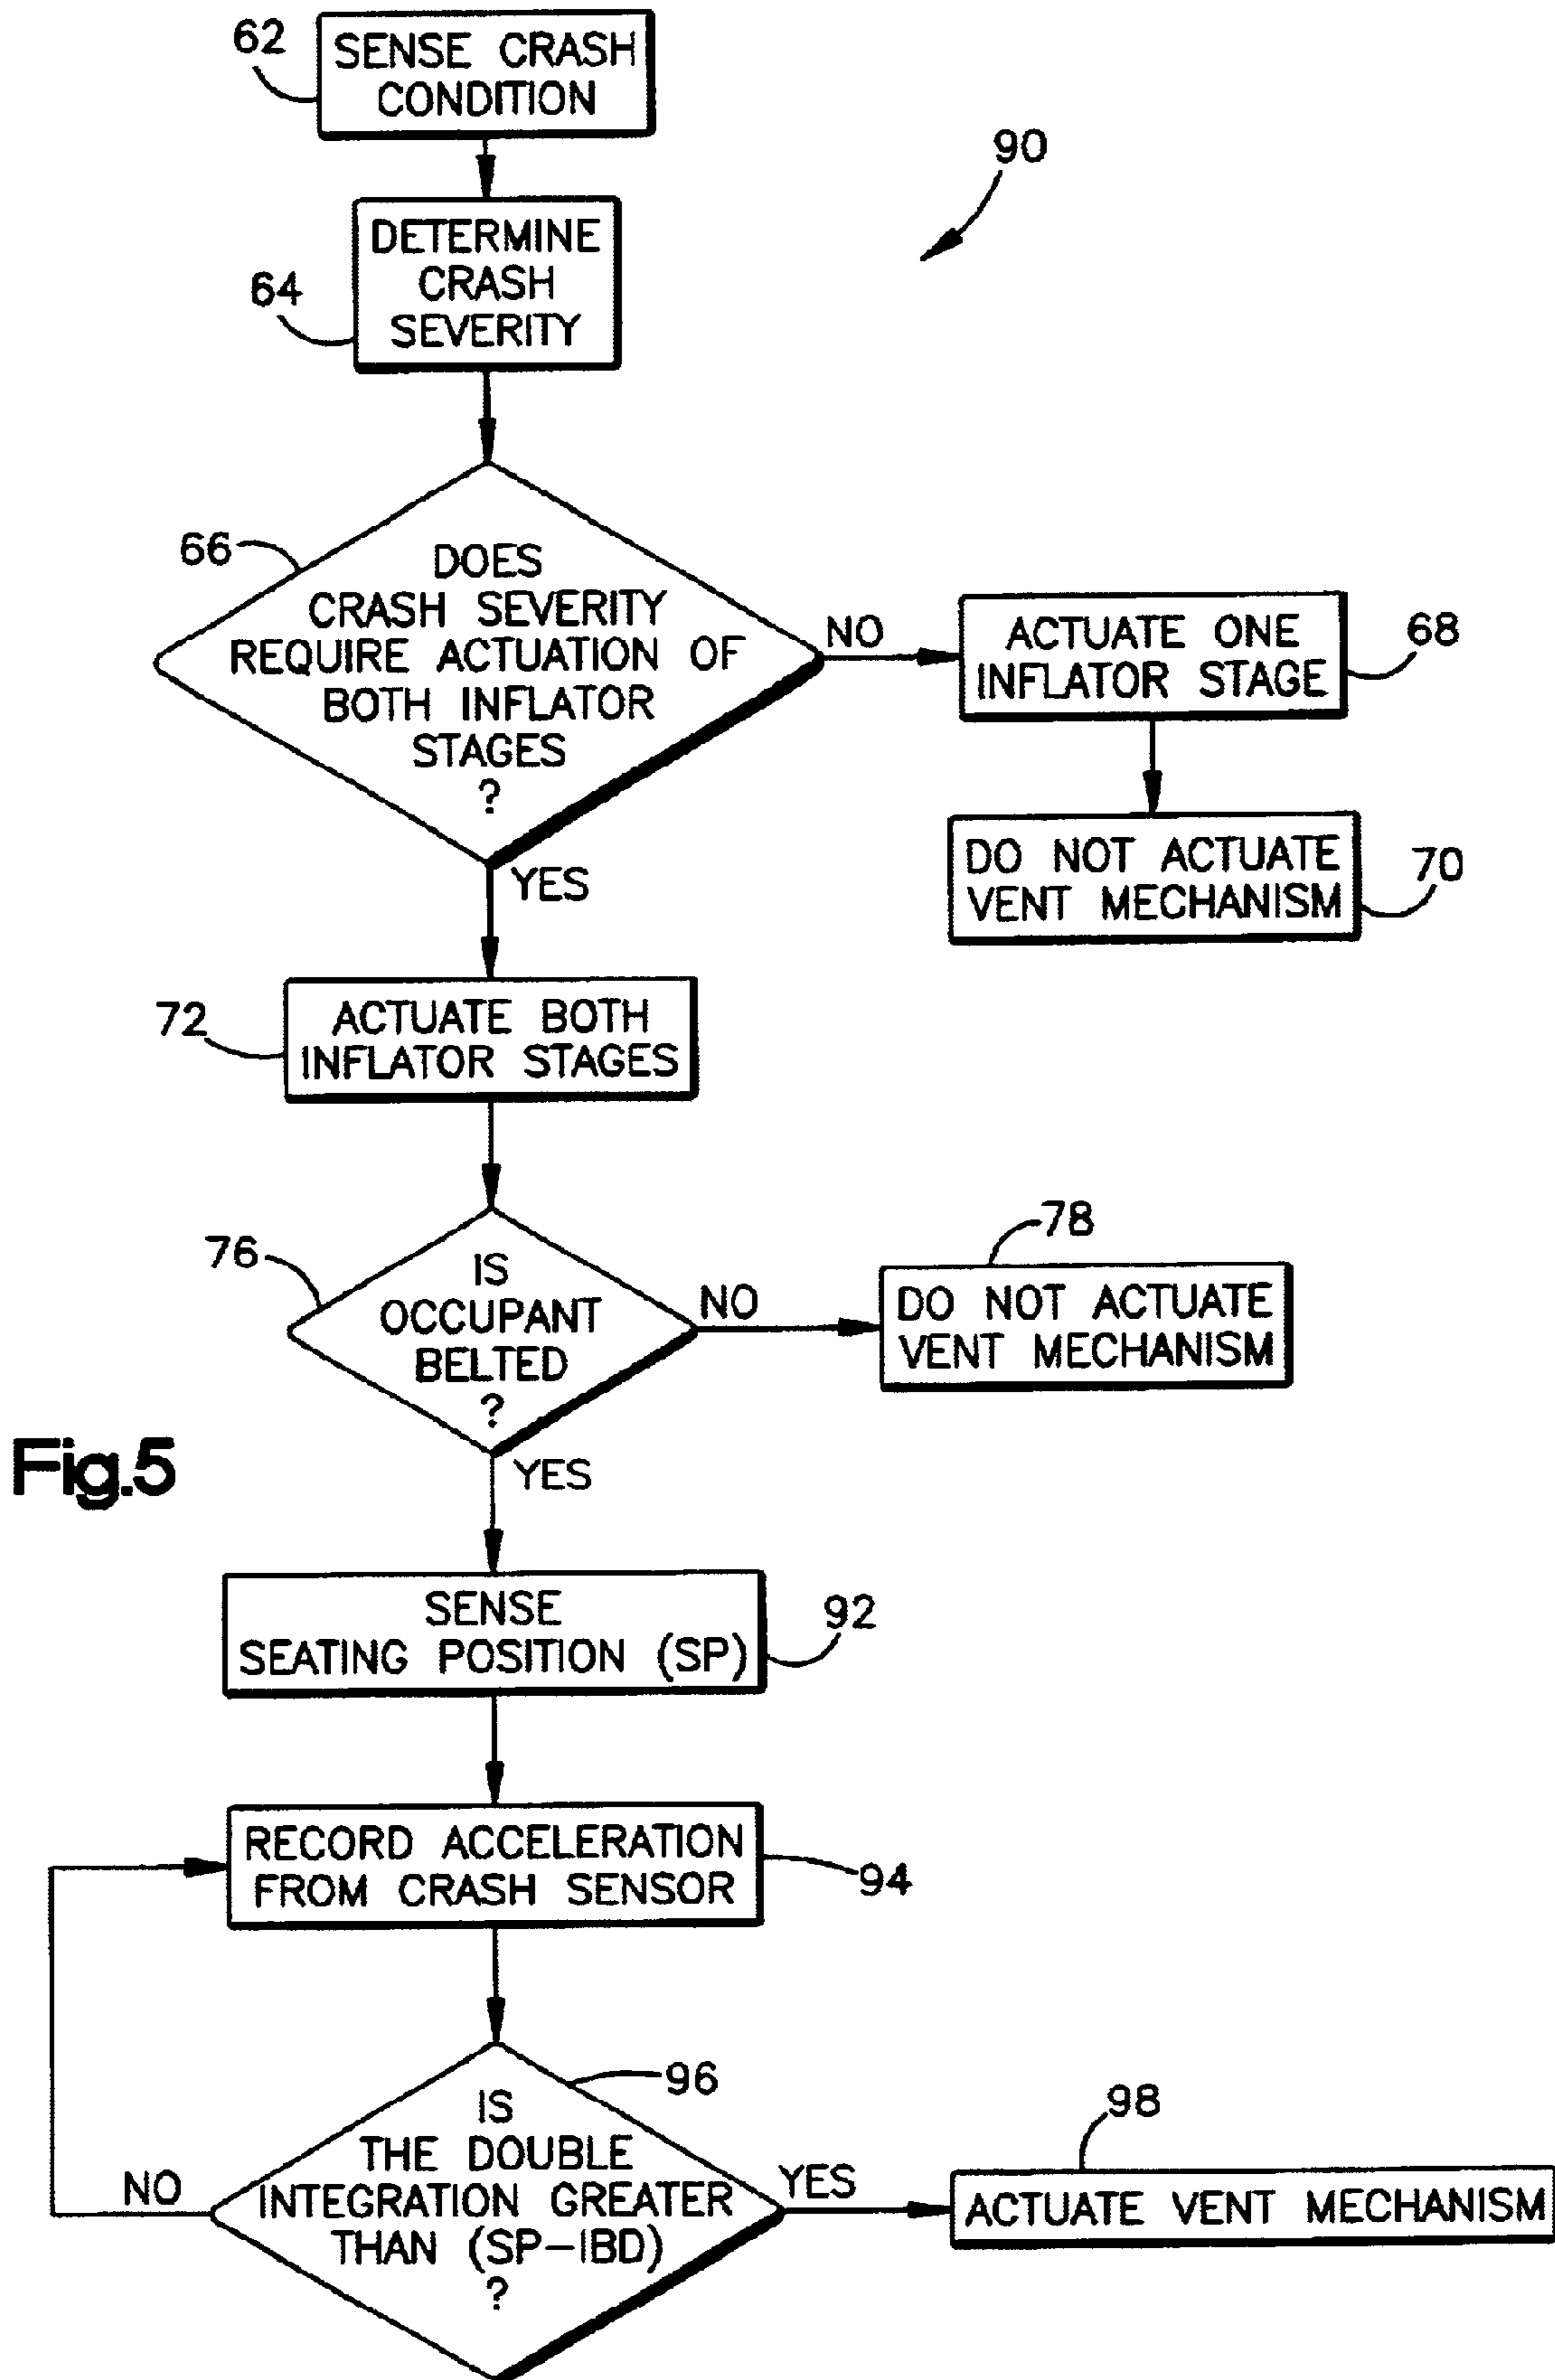 62
SENSE CRASH
CONDITION
90
64
DETERMINE
CRASH
SEVERITY
66
DOES
CRASH SEVERITY
REQUIRE ACTUATION OF
BOTH INFLATOR
STAGES
?
NO
ACTUATE ONE
INFLATOR STAGE
68
DO NOT ACTUATE
VENT MECHANISM
70
YES
72
ACTUATE BOTH
INFLATOR STAGES
76
IS
OCCUPANT
BELTED
?
NO
78
DO NOT ACTUATE
VENT MECHANISM
Fig.5
YES
SENSE
SEATING POSITION (SP)
92
RECORD ACCELERATION
FROM CRASH SENSOR
94
96
IS
THE DOUBLE
INTEGRATION GREATER
THAN (SP-IBD)
?
NO
YES
98
ACTUATE VENT MECHANISM